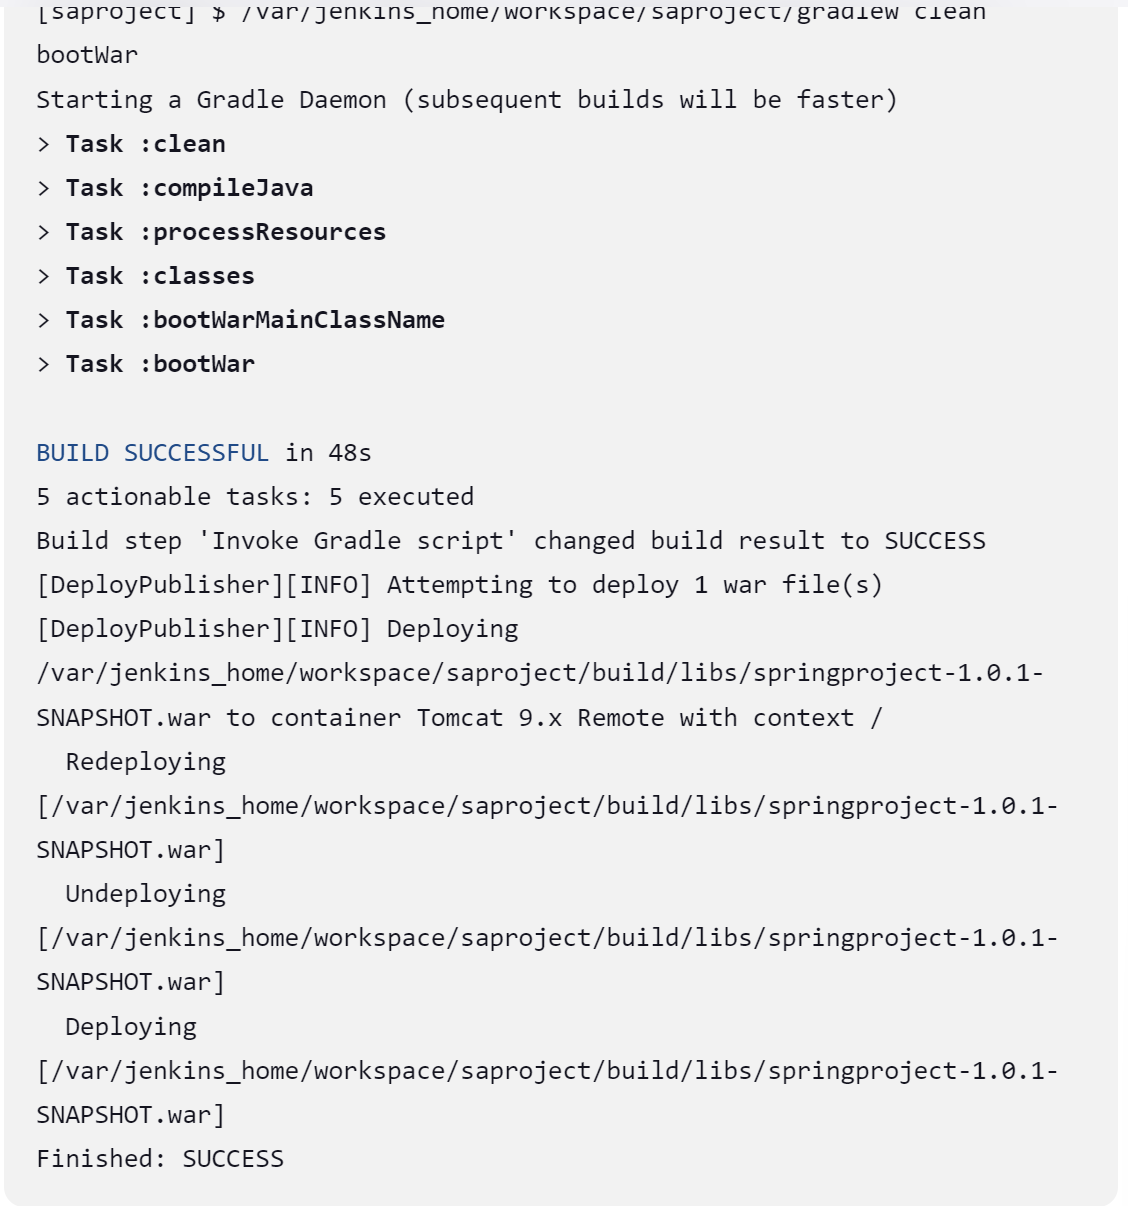 [saproject] $ /var/jenkins_home/workspace/saproject/gradlew clean
bootWar
Starting a Gradle Daemon (subsequent builds will be faster)
> Task :clean
> Task :compileJava
> Task :processResources
> Task :classes
> Task :bootWarMainClassName
> Task :bootWar
BUILD SUCCESSFUL in 48s
5 actionable tasks: 5 executed
Build step 'Invoke Gradle script' changed build result to SUCCESS
[DeployPublisher][INFO] Attempting to deploy 1 war file(s)
[DeployPublisher][INFO] Deploying
/var/jenkins_home/workspace/saproject/build/libs/springproject-1.0.1-
SNAPSHOT.war to container Tomcat 9.x Remote with context /
Redeploying
[/var/jenkins_home/workspace/saproject/build/libs/springproject-1.0.1-
SNAPSHOT.war]
Undeploying
[/var/jenkins_home/workspace/saproject/build/libs/springproject-1.0.1-
SNAPSHOT.war]
Deploying
[/var/jenkins_home/workspace/saproject/build/libs/springproject-1.0.1-
SNAPSHOT.war]
Finished: SUCCESS